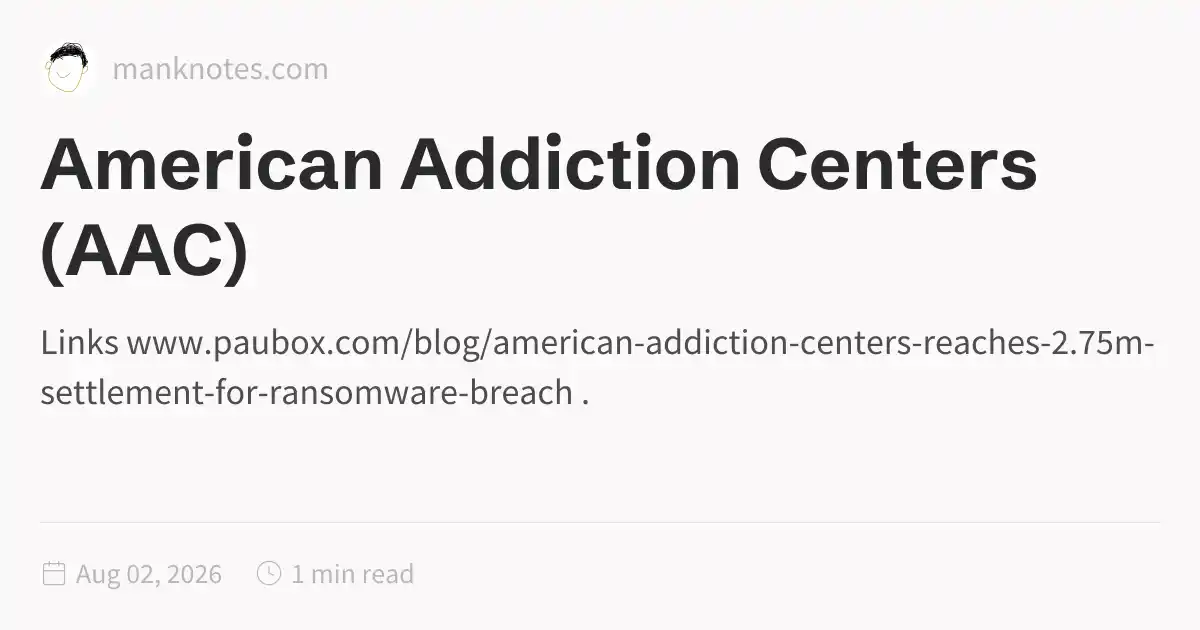 manknotes.com
American Addiction Centers
(AAC)
Links www.paubox.com/blog/american-addiction-centers-reaches-2.75m-
settlement-for-ransomware-breach .
Aug 02, 2026
1 min read